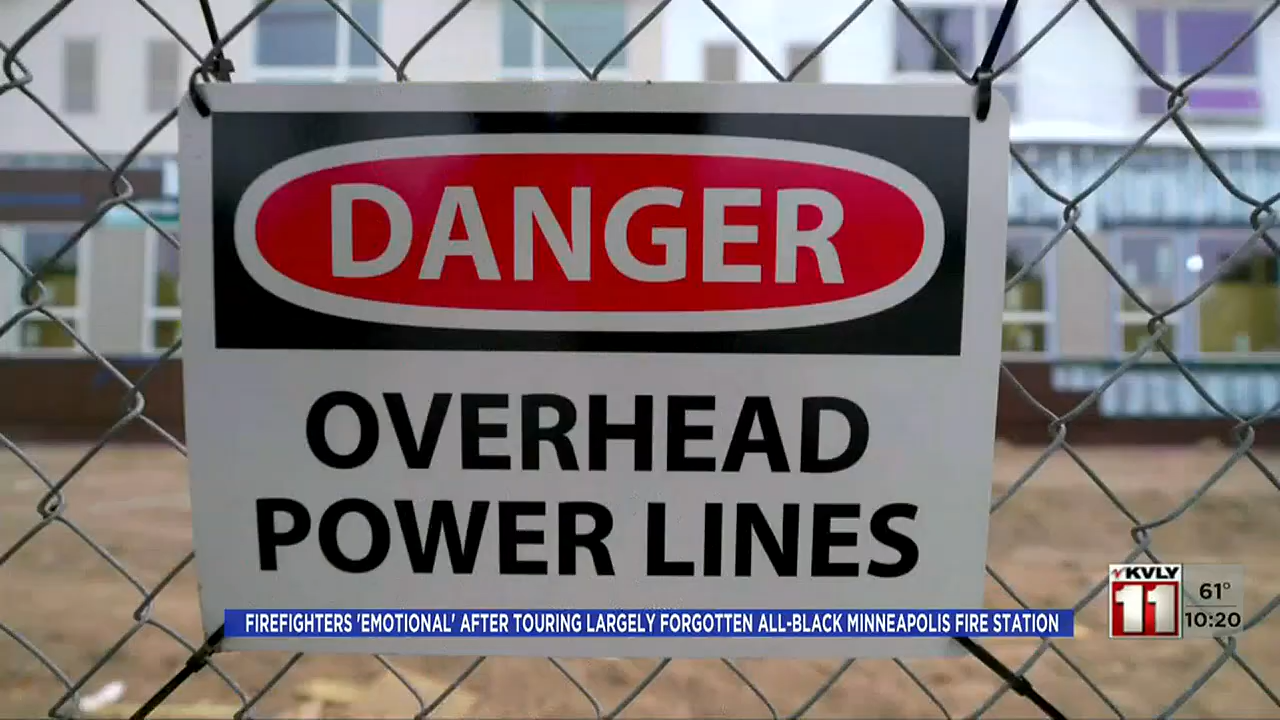 DANGER
OVERHEAD
POWER LINES
FIREFIGHTERS 'EMOTIONAL' AFTER TOURING LARGELY FORGOTTEN ALL-BLACK MINNEAPOLIS FIRE STATION
KVLY 61°
11 10:20